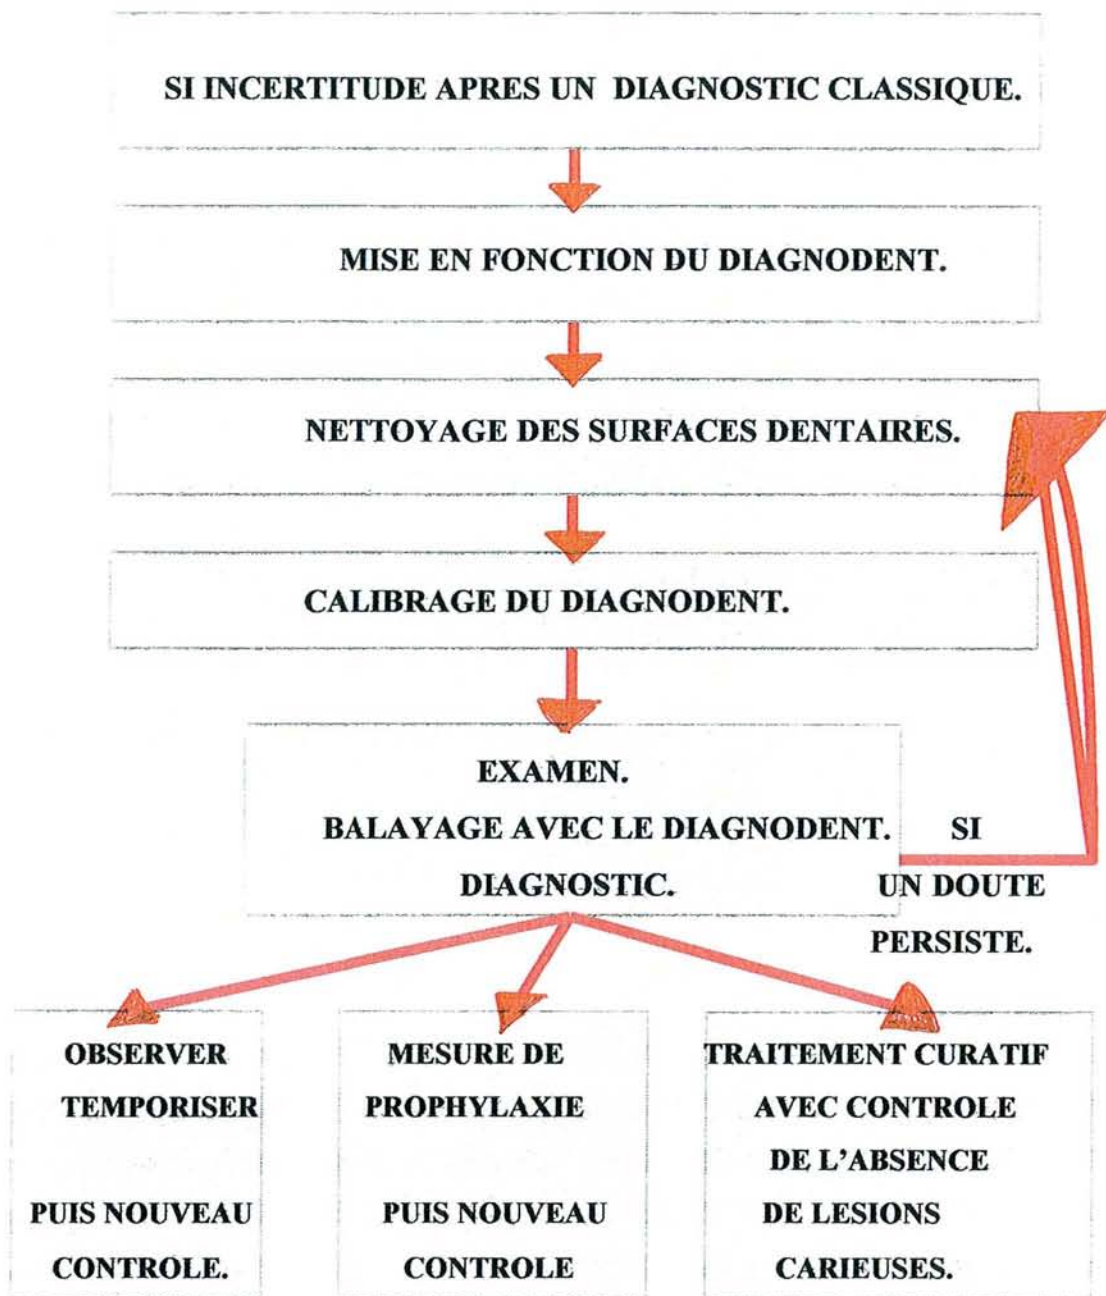 SI INCERTITUDE APRES UN DIAGNOSTIC CLASSIQUE.
MISE EN FONCTION DU DIAGNODENT.
NETTOYAGE DES SURFACES DENTAIRES.
CALIBRAGE DU DIAGNODENT.
EXAMEN.
BALAYAGE AVEC LE DIAGNODENT.
DIAGNOSTIC.
SI
UN DOUTE
PERSISTE.
OBSERVER
TEMPORISER
PUIS NOUVEAU
CONTROLE.
MESURE DE
PROPHYLAXIE
PUIS NOUVEAU
CONTROLE
TRAITEMENT CURATIF
AVEC CONTROLE
DE L'ABSENCE
DE LESIONS
CARIEUSES.